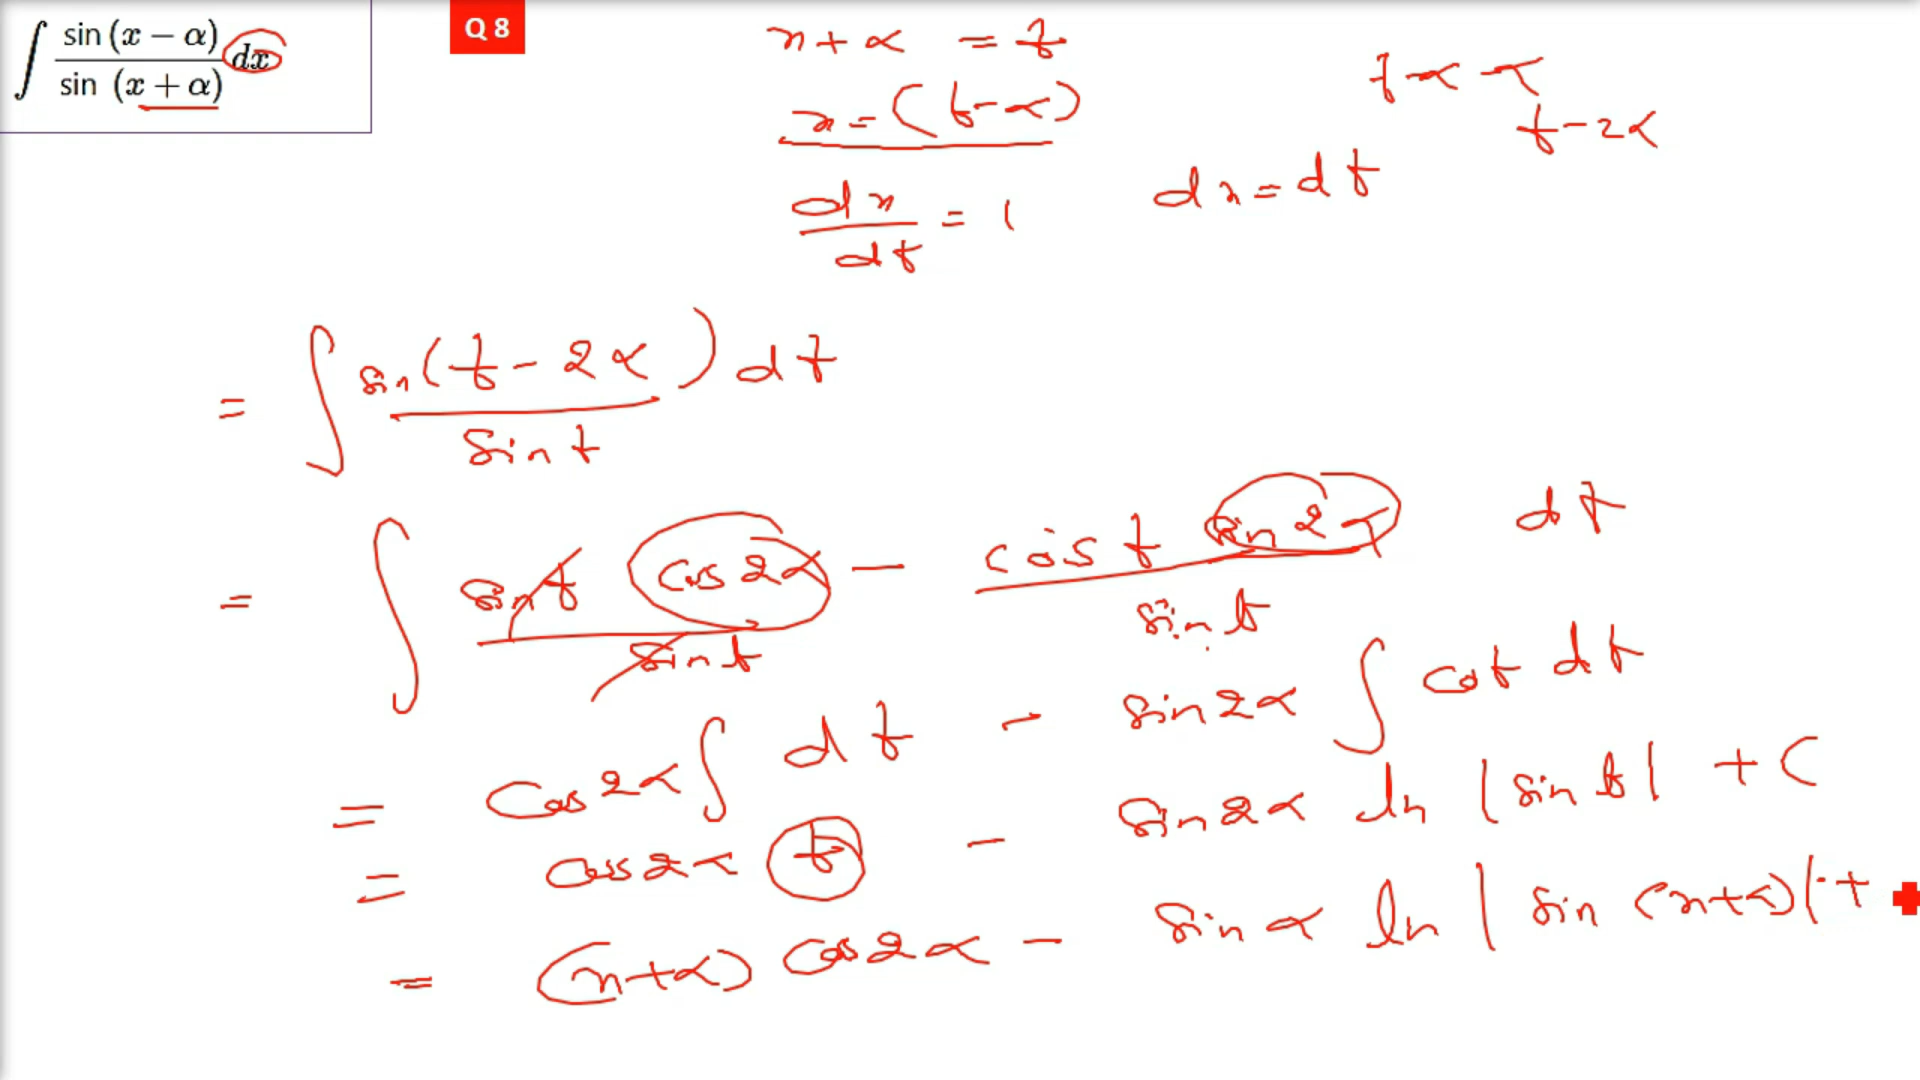 ∫ sin (x − α) / sin (x + α) dx
Q 8
x + α = t
x = (t − α)
dx/dt = 1
dx = dt
t − α − α
t − 2α
= ∫ sin (t − 2α) / sin t dt
= ∫ sin t cos 2α / sin t − cos t sin 2α / sin t dt
= cos 2α ∫ dt − sin 2α ∫ cot dt
= cos 2α t − sin 2α ln | sin t | + C
= (x + α) cos 2α − sin α ln | sin (x + α) | +